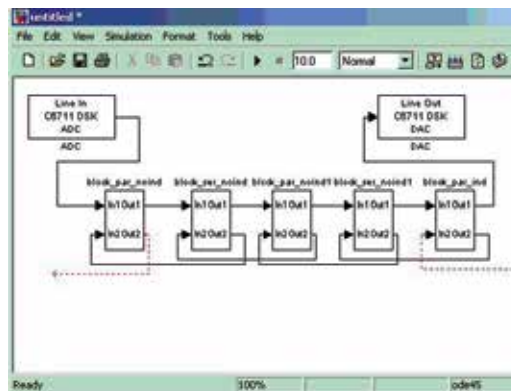 untitled *
File Edit View Simulation Format Tools Help
10.0 Normal
Line In
C6711 DSK
ADC
ADC
Line Out
C6711 DSK
DAC
DAC
block_par_noind block_ser_noind block_par_noind1 block_ser_noind1 block_par_ind
In1 Out1 In1 Out1 In1 Out1 In1 Out1 In1 Out1
In2 Out2 In2 Out2 In2 Out2 In2 Out2 In2 Out2
Ready 100% ode45